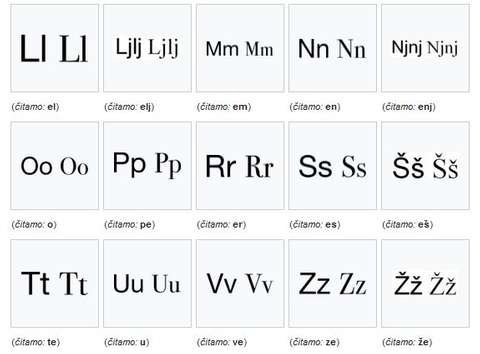 Ll Ll Ljlj Ljlj Mm Mm Nn Nn Njnj Njnj
(čitamo: el) (čitamo: elj) (čitamo: em) (čitamo: en) (čitamo: enj)
Oo Oo Pp Pp Rr Rr Ss Ss Šš Šš
(čitamo: o) (čitamo: pe) (čitamo: er) (čitamo: es) (čitamo: eš)
Tt Tt Uu Uu Vv Vv Zz Zz Žž Žž
(čitamo: te) (čitamo: u) (čitamo: ve) (čitamo: ze) (čitamo: že)